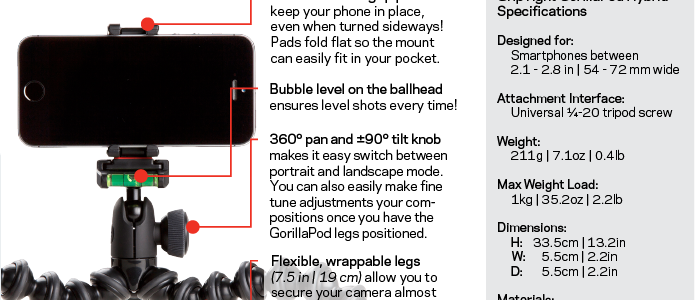 keep your phone in place,
even when turned sideways!
Pads fold flat so the mount
can easily fit in your pocket.
Bubble level on the ballhead
ensures level shots every time!
360° pan and ±90° tilt knob
makes it easy switch between
portrait and landscape mode.
You can also easily make fine
tune adjustments your com-
positions once you have the
GorillaPod legs positioned.
Flexible, wrappable legs
(7.5 in | 19 cm) allow you to
secure your camera almost
Specifications
Designed for:
Smartphones between
2.1 - 2.8 in | 54 - 72 mm wide
Attachment Interface:
Universal ¼-20 tripod screw
Weight:
211g | 7.1oz | 0.4lb
Max Weight Load:
1kg | 35.2oz | 2.2lb
Dimensions:
H: 33.5cm | 13.2in
W: 5.5cm | 2.2in
D: 5.5cm | 2.2in
Materials: